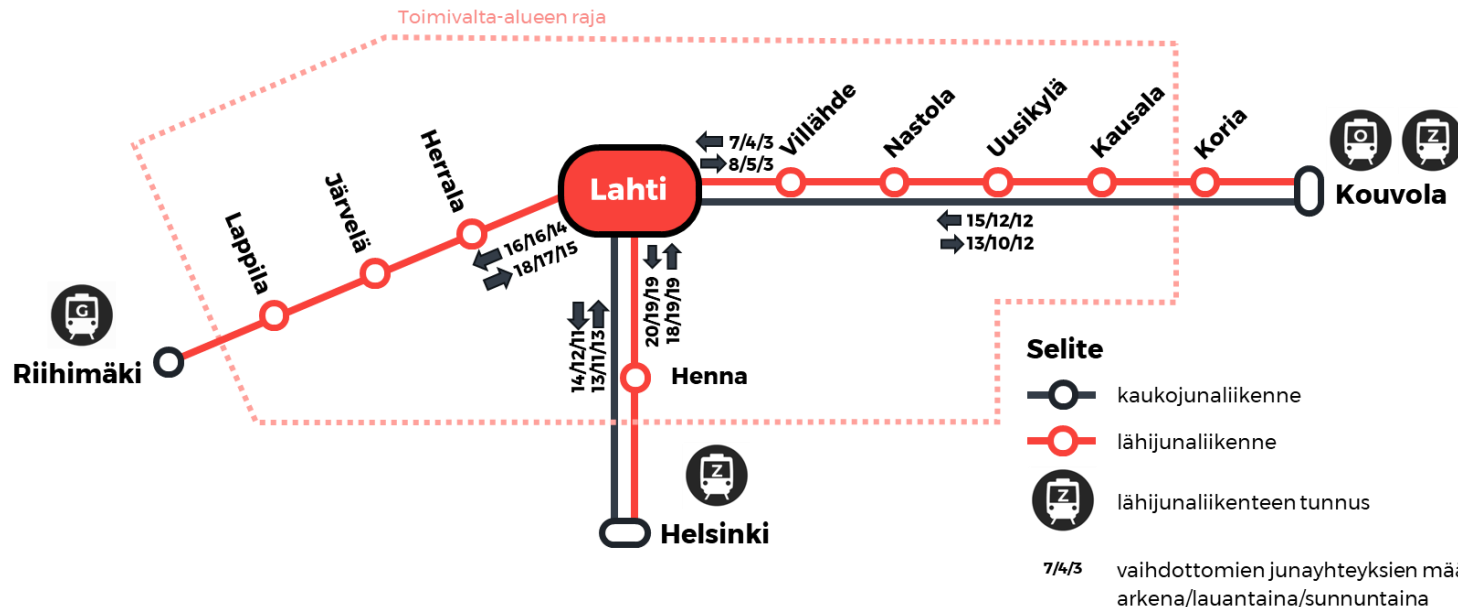 Toimivalta-alueen raja
Lappila
Järvelä
Herrala
Lahti
Villähde
Nastola
Uusikylä
Kausala
Koria
O
Z
Kouvola
7/4/3
8/5/3
15/12/12
13/10/12
16/16/14
18/17/15
20/19/19
18/19/19
14/12/11
13/11/13
G
Riihimäki
Henna
Z
Helsinki
Selite
kaukojunaliikenne
lähijunaliikenne
Z
lähijunaliikenteen tunnus
7/4/3 vaihdottomien junayhteyksien mää
arkena/lauantaina/sunnuntaina